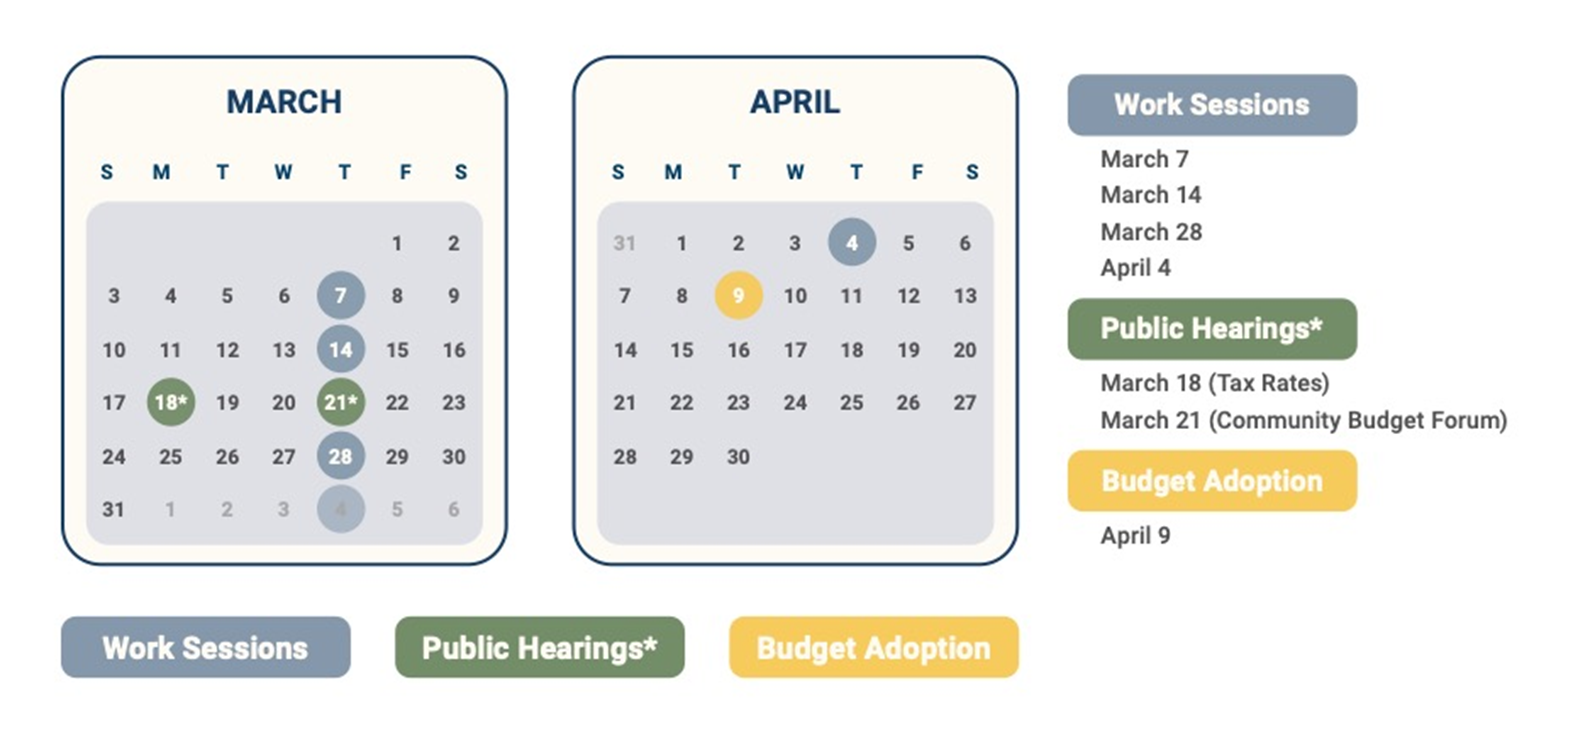 MARCH
S M T W T F S
1 2
3 4 5 6 7 8 9
10 11 12 13 14 15 16
17 18* 19 20 21* 22 23
24 25 26 27 28 29 30
31 1 2 3 4 5 6
APRIL
S M T W T F S
31 1 2 3 4 5 6
7 8 9 10 11 12 13
14 15 16 17 18 19 20
21 22 23 24 25 26 27
28 29 30
Work Sessions
March 7
March 14
March 28
April 4
Public Hearings*
March 18 (Tax Rates)
March 21 (Community Budget Forum)
Budget Adoption
April 9
Work Sessions
Public Hearings*
Budget Adoption